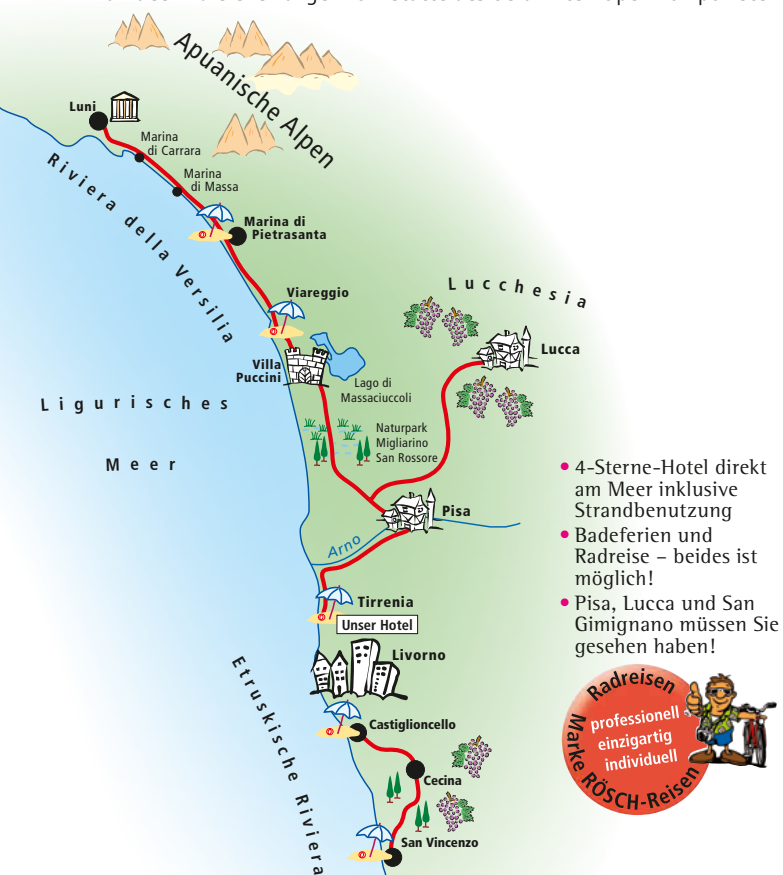 Apuanische Alpen
Luni
Marina
di Carrara
Marina
di Massa
Riviera della Versilia
Marina di
Pietrasanta
Lucchesia
Viareggio
Lucca
Villa
Puccini
Lago di
Massaciuccoli
Ligurisches
Meer
Naturpark
Migliarino
San Rossore
Pisa
Arno
Tirrenia
Unser Hotel
Livorno
Etruskische Riviera
Castiglioncello
Cecina
San Vincenzo
• 4-Sterne-Hotel direkt
am Meer inklusive
Strandbenutzung
• Badeferien und
Radreise – beides ist
möglich!
• Pisa, Lucca und San
Gimignano müssen Sie
gesehen haben!
Radreisen
professionell
einzigartig
individuell
Marke RÖSCH-Reisen